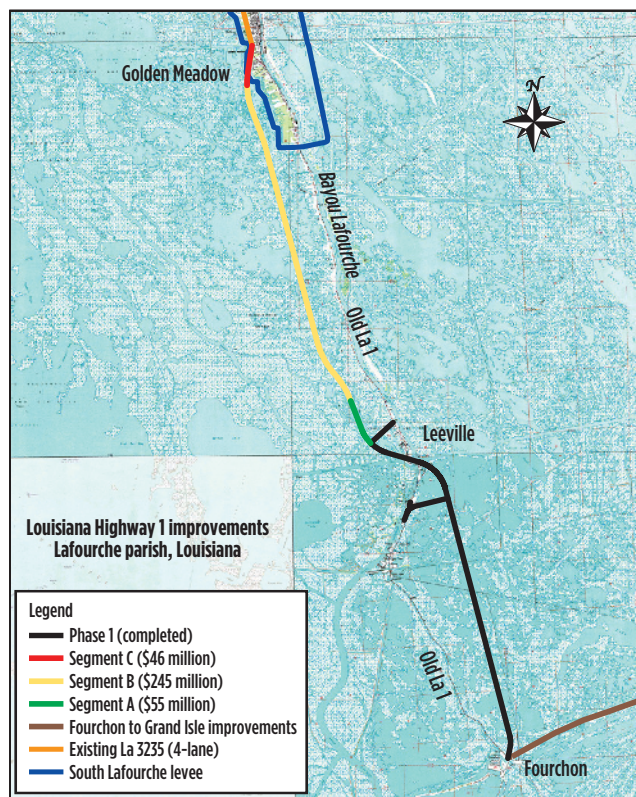 Golden Meadow
N
Bayou Lafourche
Old La 1
Leeville
Louisiana Highway 1 improvements
Lafourche parish, Louisiana
Legend
Phase 1 (completed)
Segment C ($46 million)
Segment B ($245 million)
Segment A ($55 million)
Fourchon to Grand Isle improvements
Existing La 3235 (4-lane)
South Lafourche levee
Old La 1
Fourchon